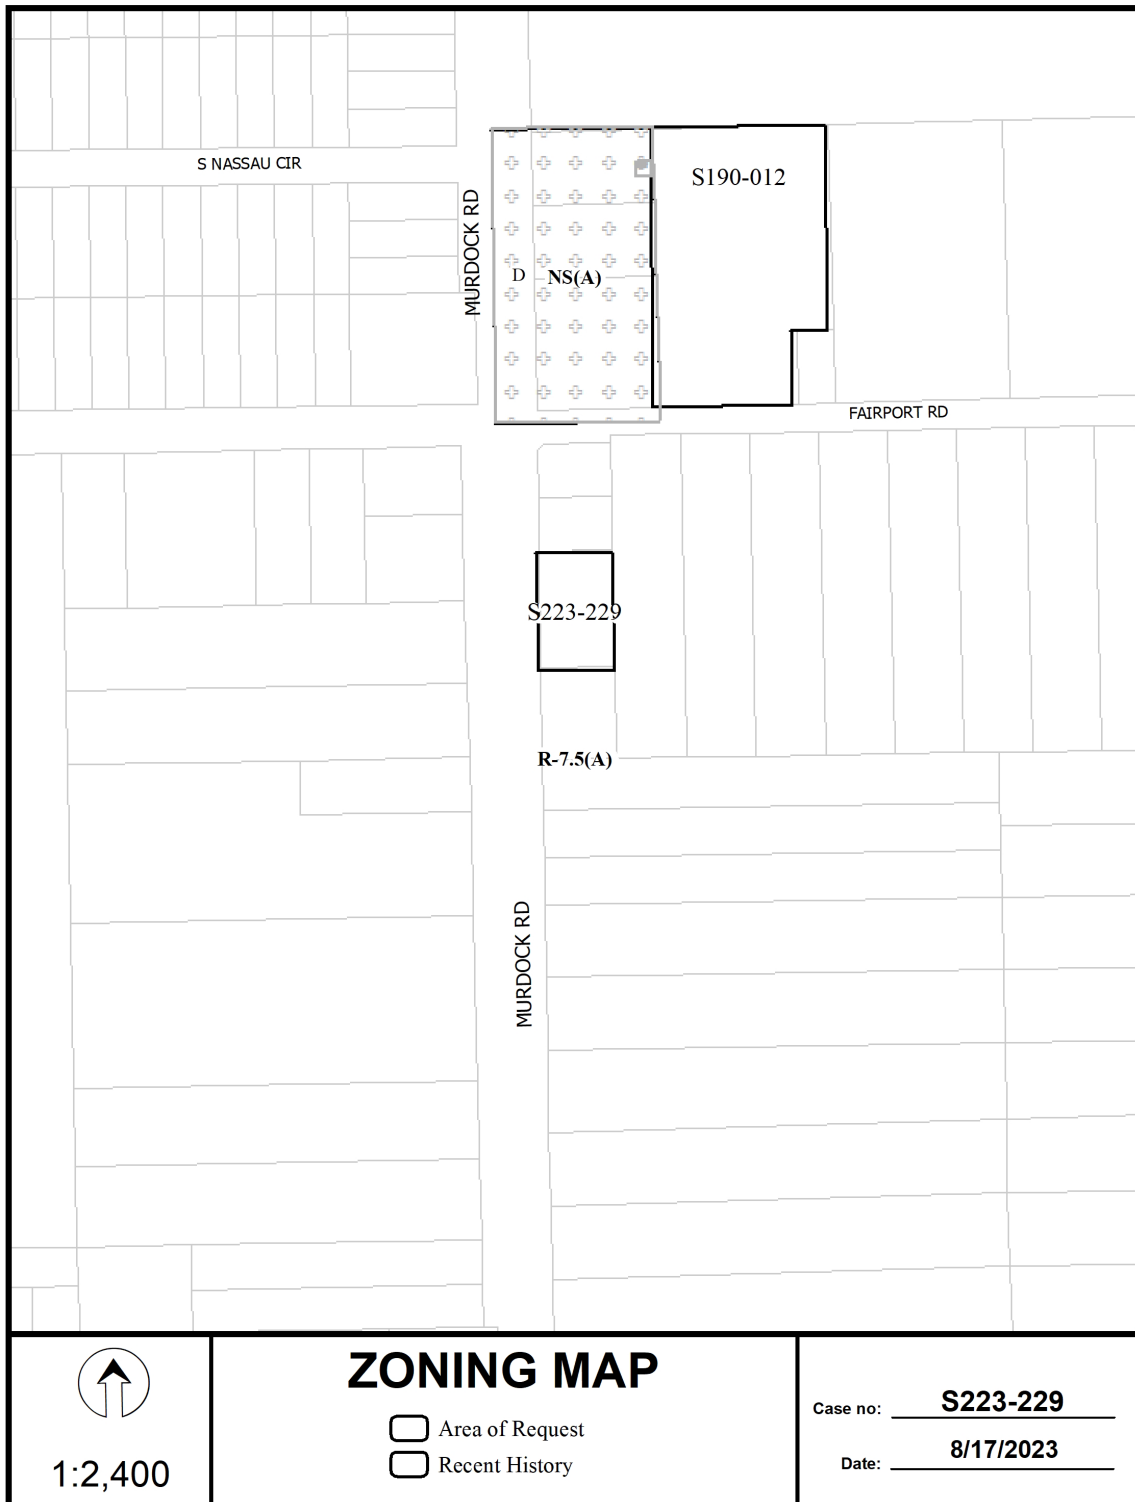 S NASSAU CIR
S190-012
MURDOCK RD
D
NS(A)
FAIRPORT RD
S223-229
R-7.5(A)
MURDOCK RD
1:2,400
ZONING MAP
Area of Request
Recent History
Case no: S223-229
Date: 8/17/2023